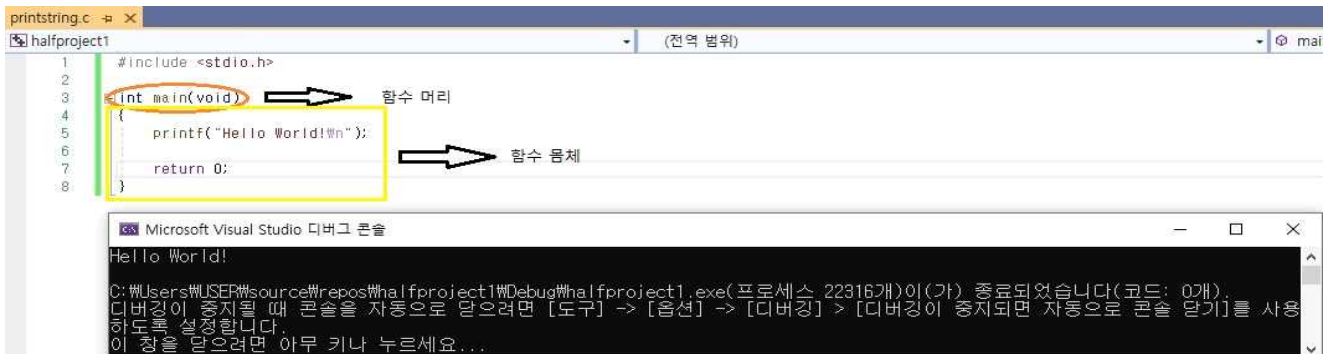 printstring.c
halfproject1 (전역 범위) mai
1 #include <stdio.h>
2
3 int main(void) 함수 머리
4 {
5 printf("Hello World!₩n");
6 함수 몸체
7 return 0;
8 }
Microsoft Visual Studio 디버그 콘솔
Hello World!
C:₩Users₩USER₩source₩repos₩halfproject1₩Debug₩halfproject1.exe(프로세스 22316개)이(가) 종료되었습니다(코드: 0개).
디버깅이 중지될 때 콘솔을 자동으로 닫으려면 [도구] -> [옵션] -> [디버깅] > [디버깅이 중지되면 자동으로 콘솔 닫기]를 사용
하도록 설정합니다.
이 창을 닫으려면 아무 키나 누르세요...